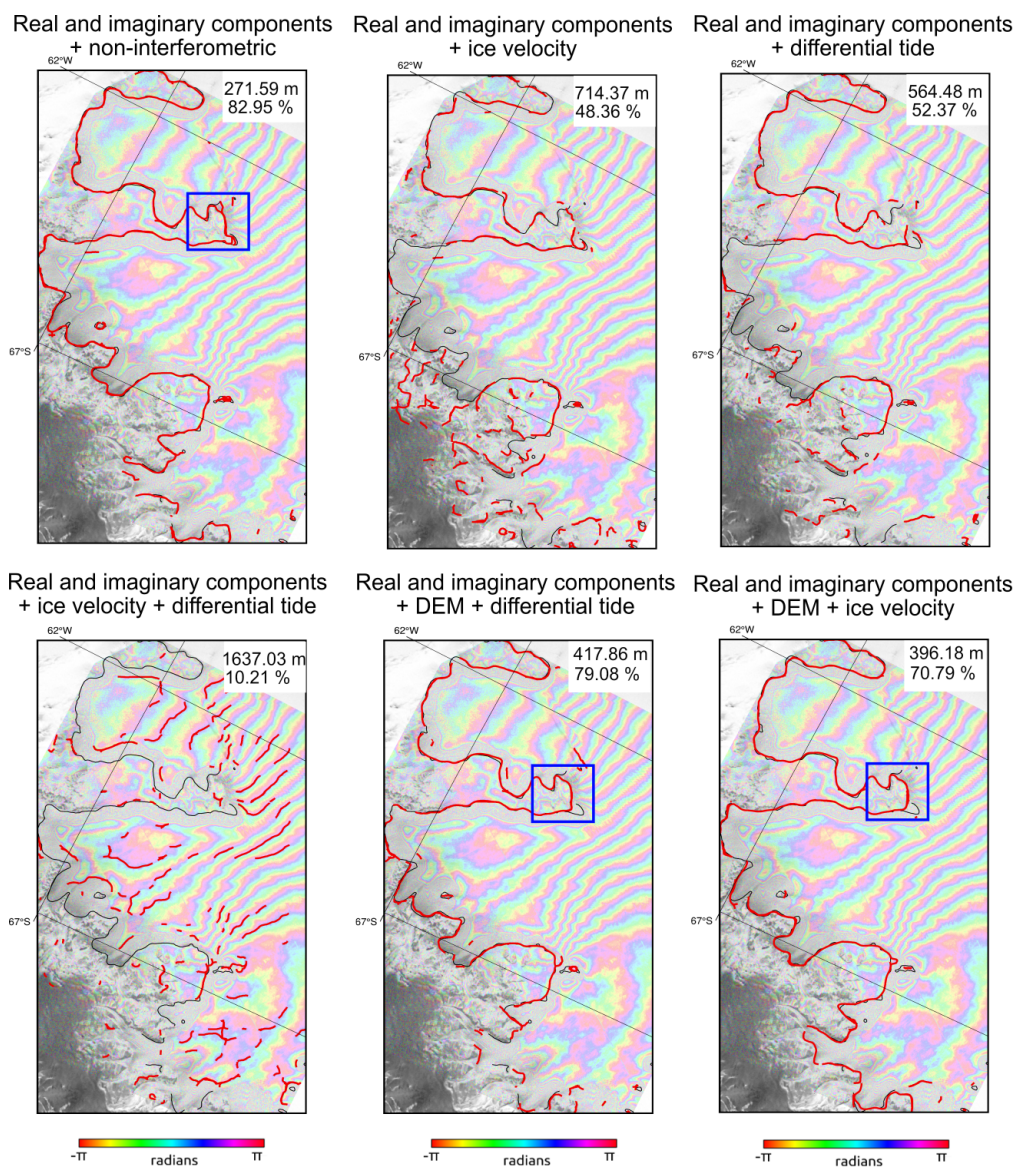 Real and imaginary components
+ non-interferometric
Real and imaginary components
+ ice velocity
Real and imaginary components
+ differential tide
62°W
271.59 m
82.95 %
67°S
62°W
714.37 m
48.36 %
67°S
62°W
564.48 m
52.37 %
67°S
Real and imaginary components
+ ice velocity + differential tide
Real and imaginary components
+ DEM + differential tide
Real and imaginary components
+ DEM + ice velocity
62°W
1637.03 m
10.21 %
67°S
62°W
417.86 m
79.08 %
67°S
62°W
396.18 m
70.79 %
67°S
-π radians π
-π radians π
-π radians π